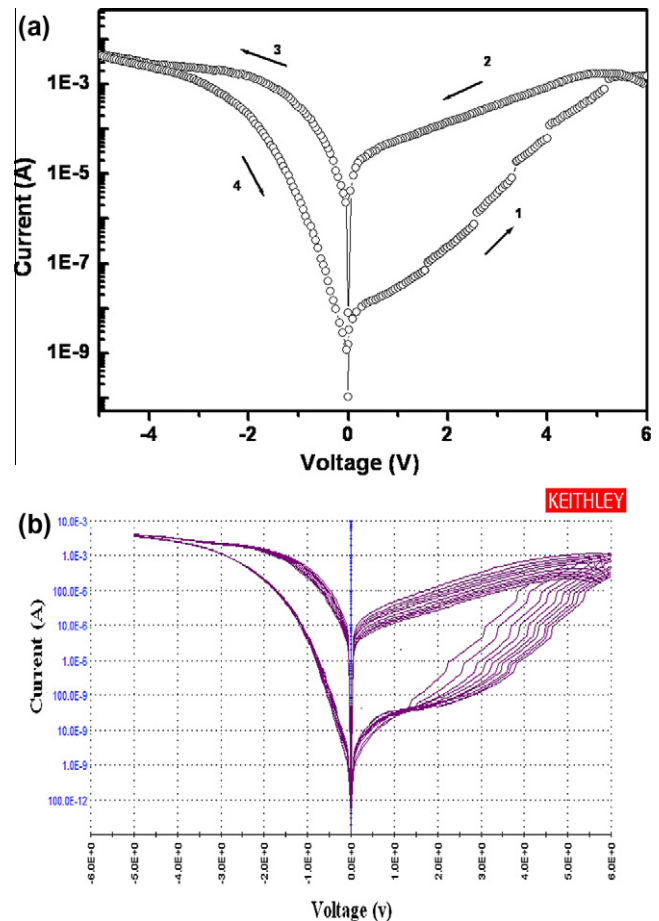 (a)
3
2
4
1
1E-3
1E-5
1E-7
1E-9
Current (A)
-4 -2 0 2 4 6
Voltage (V)
KEITHLEY
(b)
10.0E-3
1.0E-3
100.0E-6
10.0E-6
1.0E-6
100.0E-9
10.0E-9
1.0E-9
100.0E-12
Current (A)
-6.0E+0 -5.0E+0 -4.0E+0 -3.0E+0 -2.0E+0 -1.0E+0 0.0E+0 1.0E+0 2.0E+0 3.0E+0 4.0E+0 5.0E+0 6.0E+0
Voltage (v)